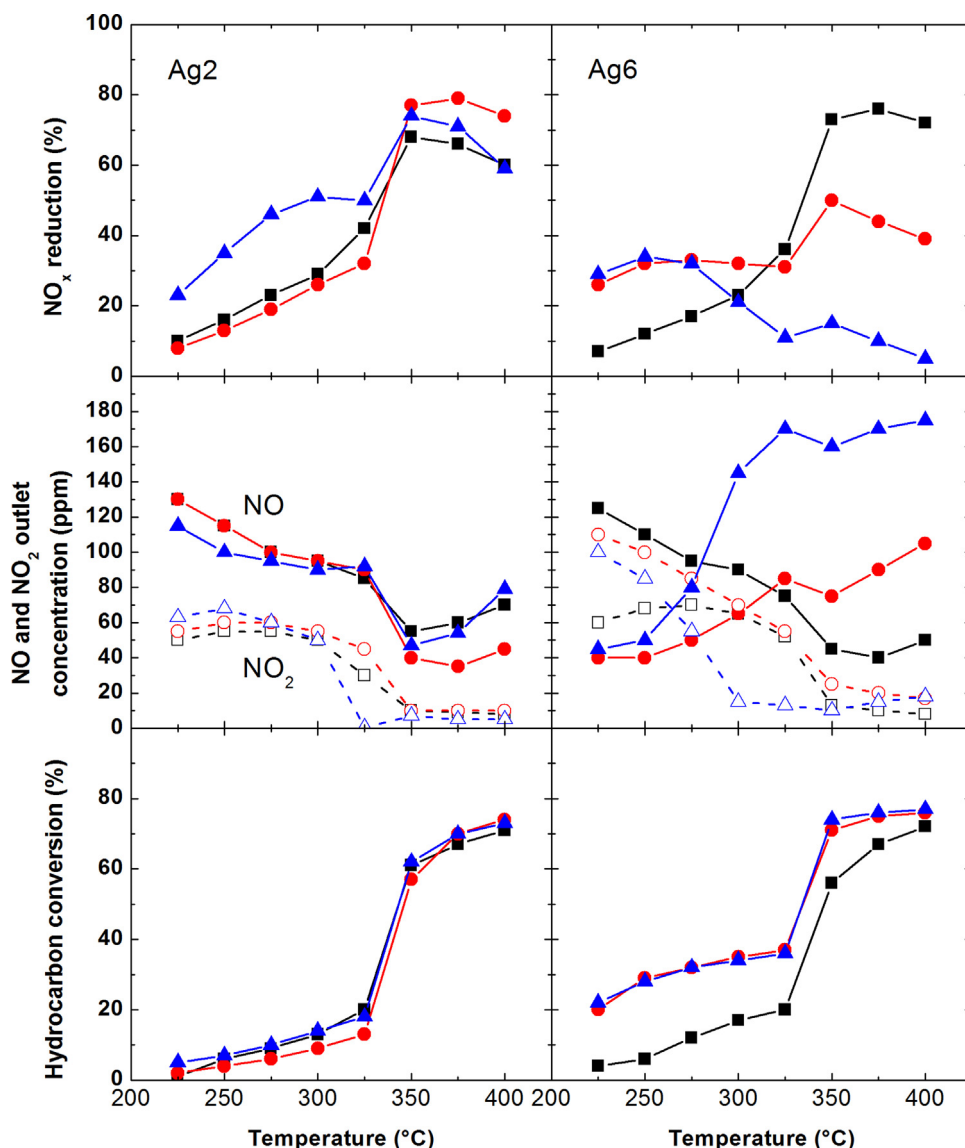 Ag2
Ag6
NOx reduction (%)
100
80
60
40
20
0
NO and NO2 outlet
concentration (ppm)
180
160
140
120
100
80
60
40
20
0
NO
NO2
Hydrocarbon conversion (%)
80
60
40
20
0
200 250 300 350 400 200 250 300 350 400
Temperature (°C) Temperature (°C)